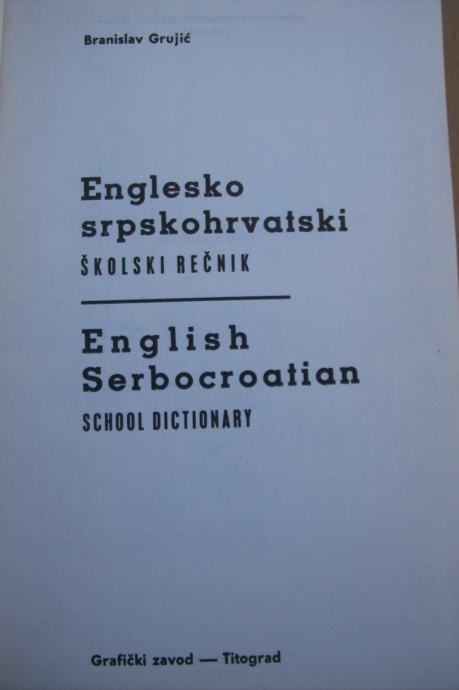 Branislav Grujić
Englesko
srpskohrvatski
ŠKOLSKI REČNIK
English
Serbocroatian
SCHOOL DICTIONARY
Grafički zavod — Titograd